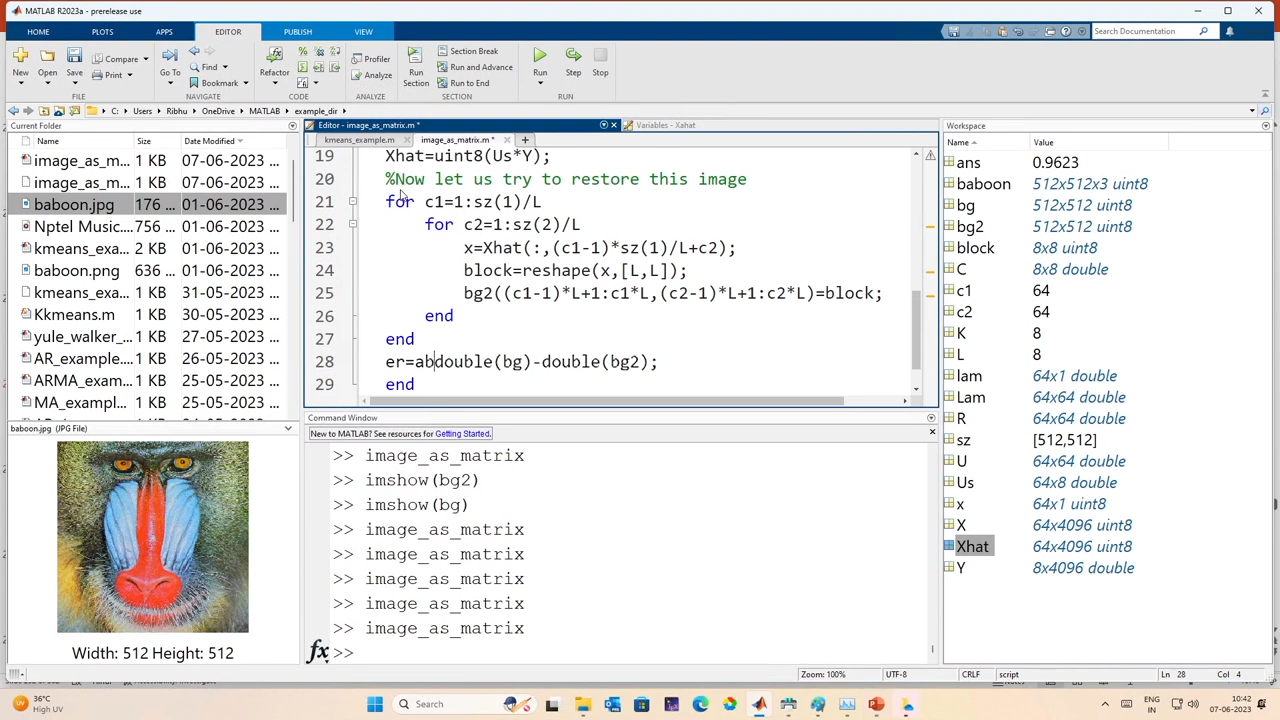 MATLAB R2023a - prerelease use
HOME PLOTS APPS EDITOR PUBLISH VIEW
Search Documentation
New Open Save Compare Print Go To Find Bookmark Refactor Profiler Analyze Run Section Section Break Run and Advance Run to End Run Step Stop
FILE NAVIGATE CODE ANALYZE SECTION RUN
C: Users Ribhu OneDrive MATLAB example_dir
Current Folder
Name Size Date Modified
image_as_m... 1 KB 07-06-2023 ...
image_as_m... 1 KB 07-06-2023 ...
baboon.jpg 176 ... 07-06-2023 ...
Nptel Music... 756 ... 07-06-2023 ...
kmeans_exa... 1 KB 06-06-2023 ...
baboon.png 636 ... 06-06-2023 ...
kmeans_exa... 1 KB 31-05-2023 ...
Kkmeans.m 1 KB 30-05-2023 ...
yule_walker_... 1 KB 27-05-2023 ...
AR_example... 1 KB 26-05-2023 ...
ARMA_exam... 1 KB 25-05-2023 ...
MA_exampl... 1 KB 25-05-2023 ...
baboon.jpg (JPG File)
Width: 512 Height: 512
Editor - image_as_matrix.m *
Variables - Xhat
kmeans_example.m
image_as_matrix.m *
19 Xhat=uint8(Us*Y);
20 %Now let us try to restore this image
21 for c1=1:sz(1)/L
22 for c2=1:sz(2)/L
23 x=Xhat(:,(c1-1)*sz(1)/L+c2);
24 block=reshape(x,[L,L]);
25 bg2((c1-1)*L+1:c1*L,(c2-1)*L+1:c2*L)=block;
26 end
27 end
28 er=abdouble(bg)-double(bg2);
29 end
Command Window
New to MATLAB? See resources for Getting Started.
>> image_as_matrix
>> imshow(bg2)
>> imshow(bg)
>> image_as_matrix
>> image_as_matrix
>> image_as_matrix
>> image_as_matrix
>> image_as_matrix
fx >>
Workspace
Name Value
ans 0.9623
baboon 512x512x3 uint8
bg 512x512 uint8
bg2 512x512 uint8
block 8x8 uint8
C 8x8 double
c1 64
c2 64
K 8
L 8
lam 64x1 double
Lam 64x64 double
R 64x64 double
sz [512,512]
U 64x64 double
Us 64x8 double
x 64x1 uint8
X 64x4096 uint8
Xhat 64x4096 uint8
Y 8x4096 double
Zoom: 100% UTF-8 CRLF script Ln 28 Col 4
36°C
High UV
Search
ENG
IN
10:42
07-06-2023